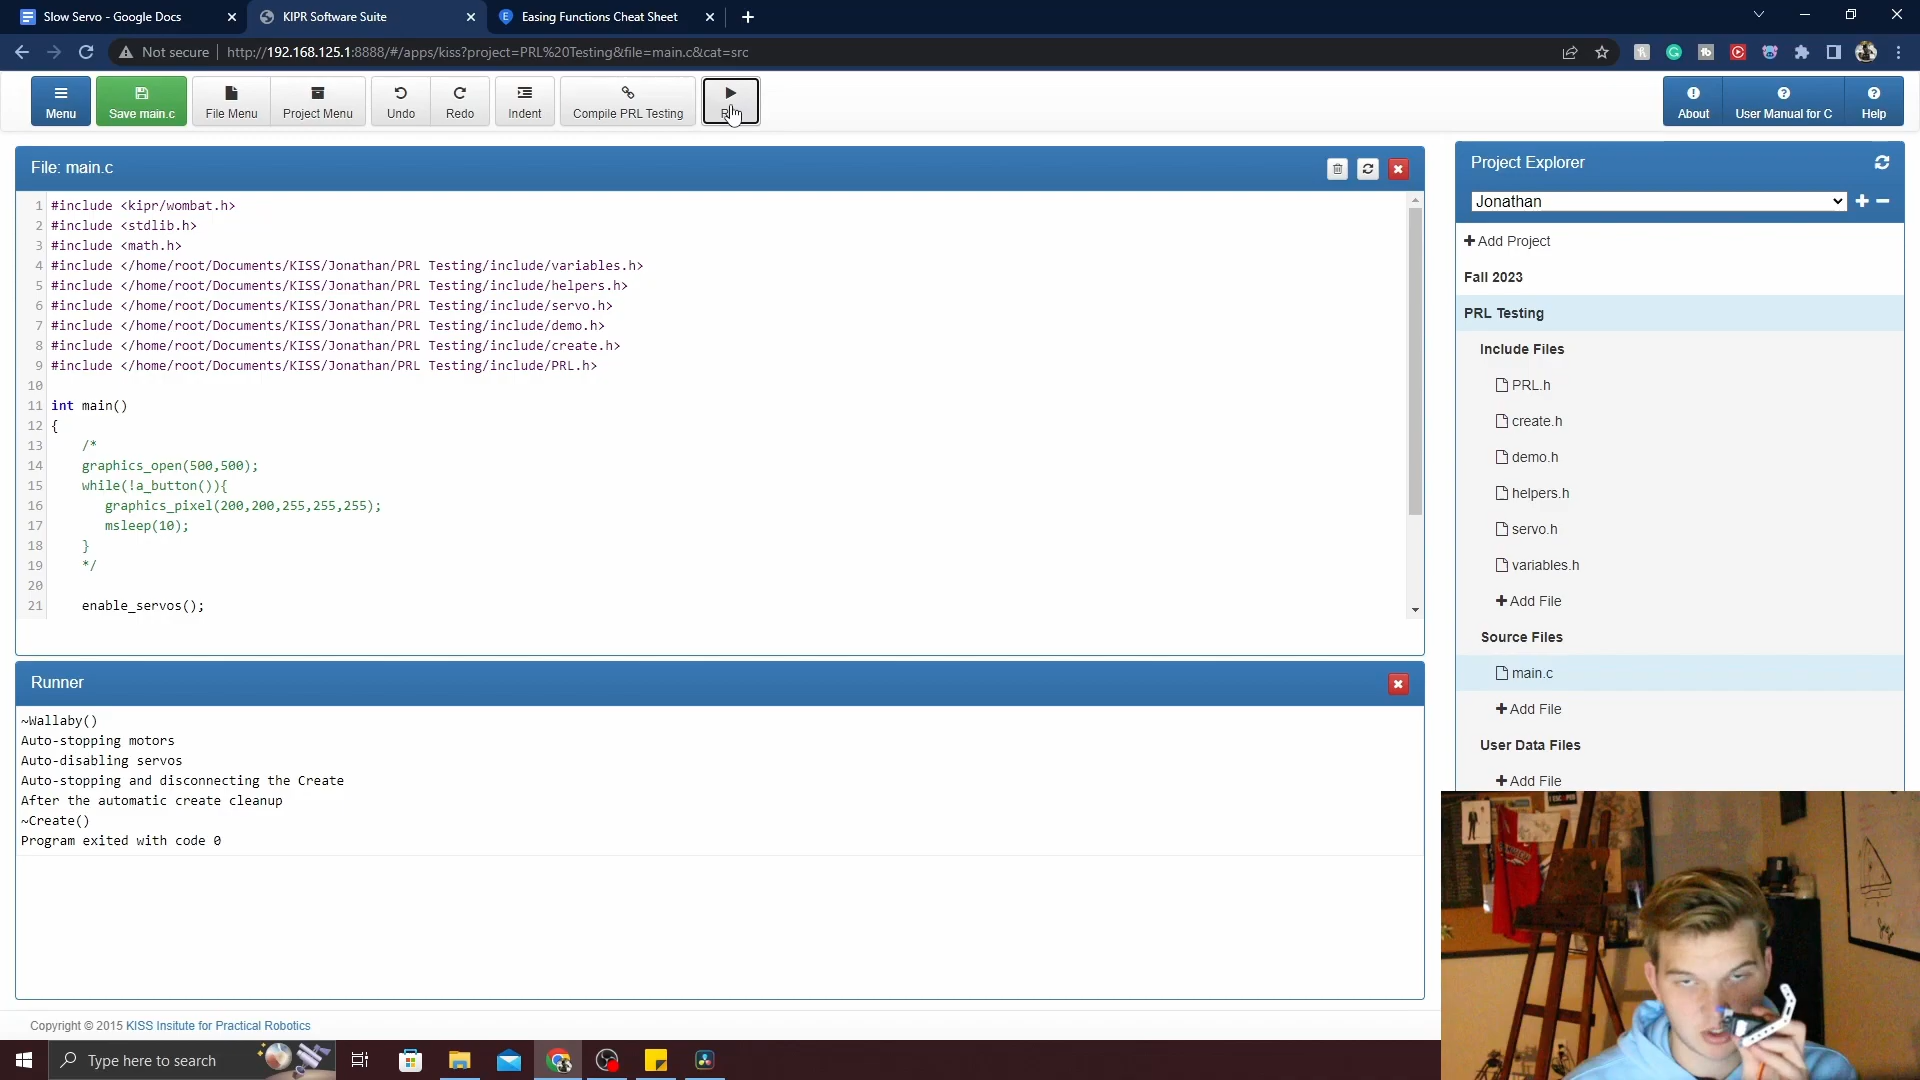 Slow Servo - Google Docs
KIPR Software Suite
Easing Functions Cheat Sheet
Not secure
http://192.168.125.1:8888/#/apps/kiss?project=PRL%20Testing&file=main.c&cat=src
Menu
Save main.c
File Menu
Project Menu
Undo
Redo
Indent
Compile PRL Testing
About
User Manual for C
Help
File: main.c
1 #include <kipr/wombat.h>
2 #include <stdlib.h>
3 #include <math.h>
4 #include </home/root/Documents/KISS/Jonathan/PRL Testing/include/variables.h>
5 #include </home/root/Documents/KISS/Jonathan/PRL Testing/include/helpers.h>
6 #include </home/root/Documents/KISS/Jonathan/PRL Testing/include/servo.h>
7 #include </home/root/Documents/KISS/Jonathan/PRL Testing/include/demo.h>
8 #include </home/root/Documents/KISS/Jonathan/PRL Testing/include/create.h>
9 #include </home/root/Documents/KISS/Jonathan/PRL Testing/include/PRL.h>
10
11 int main()
12 {
13 /*
14 graphics_open(500,500);
15 while(!a_button()){
16 graphics_pixel(200,200,255,255,255);
17 msleep(10);
18 }
19 */
20
21 enable_servos();
Runner
~Wallaby()
Auto-stopping motors
Auto-disabling servos
Auto-stopping and disconnecting the Create
After the automatic create cleanup
~Create()
Program exited with code 0
Project Explorer
Jonathan
Add Project
Fall 2023
PRL Testing
Include Files
PRL.h
create.h
demo.h
helpers.h
servo.h
variables.h
Add File
Source Files
main.c
Add File
User Data Files
Add File
Copyright © 2015 KISS Insitute for Practical Robotics
Type here to search